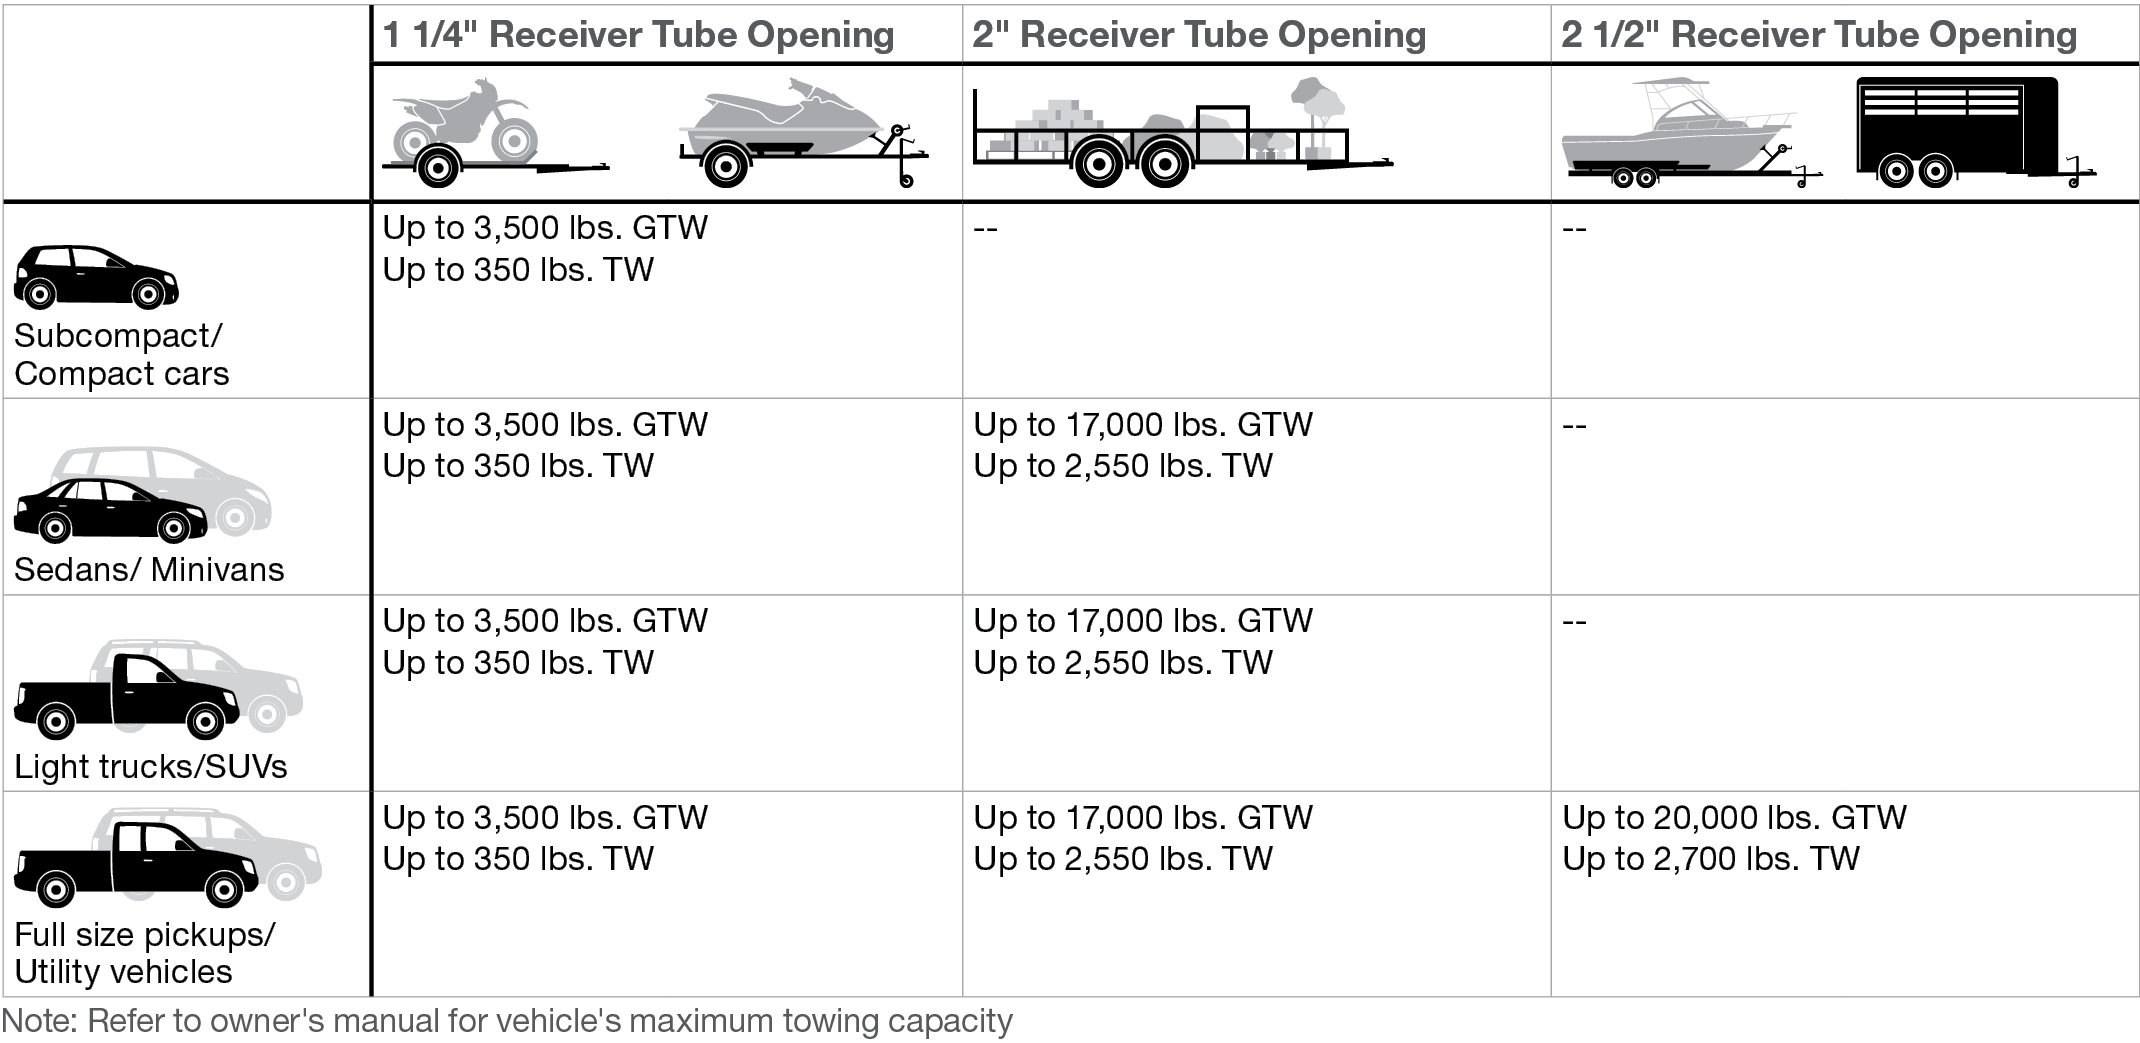 1 1/4" Receiver Tube Opening
2" Receiver Tube Opening
2 1/2" Receiver Tube Opening
Subcompact/
Compact cars
Up to 3,500 lbs. GTW
Up to 350 lbs. TW
--
--
Sedans/ Minivans
Up to 3,500 lbs. GTW
Up to 350 lbs. TW
Up to 17,000 lbs. GTW
Up to 2,550 lbs. TW
--
Light trucks/SUVs
Up to 3,500 lbs. GTW
Up to 350 lbs. TW
Up to 17,000 lbs. GTW
Up to 2,550 lbs. TW
--
Full size pickups/
Utility vehicles
Up to 3,500 lbs. GTW
Up to 350 lbs. TW
Up to 17,000 lbs. GTW
Up to 2,550 lbs. TW
Up to 20,000 lbs. GTW
Up to 2,700 lbs. TW
Note: Refer to owner's manual for vehicle's maximum towing capacity